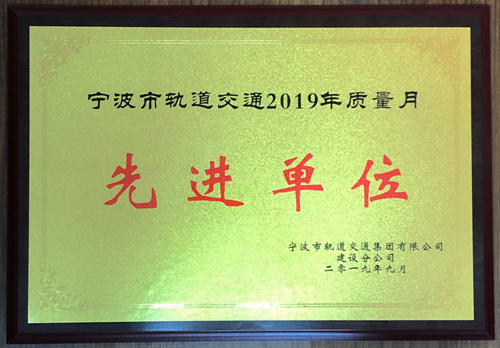 宁波市轨道交通2019年质量月
先进单位
宁波市轨道交通集团有限公司
建设分公司
二零一九年九月